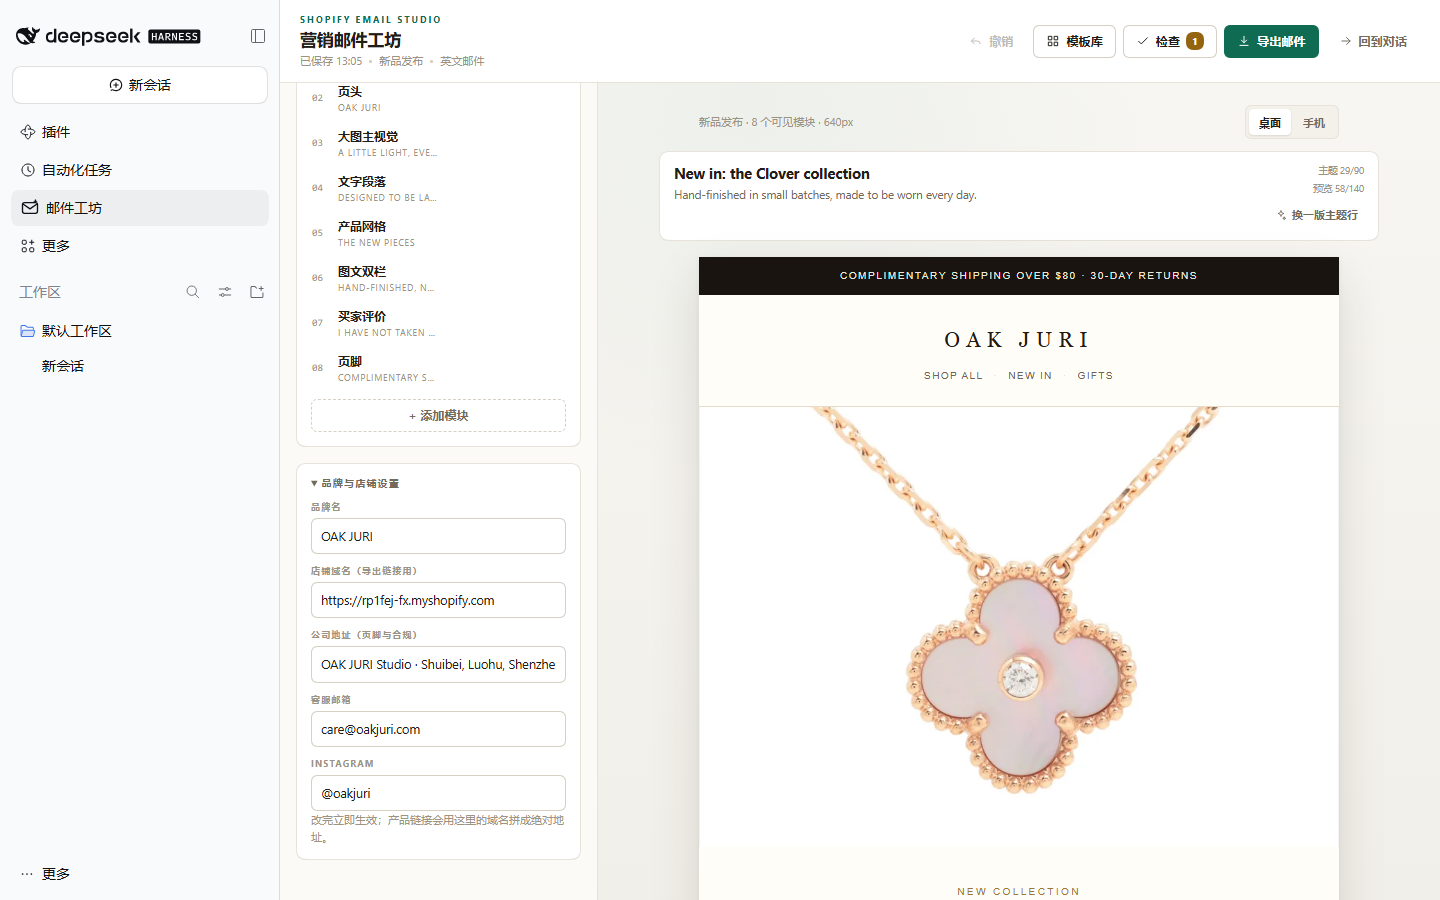 deepseek HARNESS
新会话
插件
自动化任务
邮件工坊
更多
工作区
默认工作区
新会话
更多
SHOPIFY EMAIL STUDIO
营销邮件工坊
已保存 13:05 • 新品发布 • 英文邮件
撤销
模板库
检查 1
导出邮件
回到对话
02 页头
OAK JURI
03 大图主视觉
A LITTLE LIGHT, EVE...
04 文字段落
DESIGNED TO BE LA...
05 产品网格
THE NEW PIECES
06 图文双栏
HAND-FINISHED, N...
07 买家评价
I HAVE NOT TAKEN ...
08 页脚
COMPLIMENTARY S...
+ 添加模块
▼ 品牌与店铺设置
品牌名
OAK JURI
店铺域名（导出链接用）
https://rp1fej-fx.myshopify.com
公司地址（页脚与合规）
OAK JURI Studio · Shuibei, Luohu, Shenzhe
客服邮箱
care@oakjuri.com
INSTAGRAM
@oakjuri
改完立即生效；产品链接会用这里的域名拼成绝对地
址。
新品发布 · 8 个可见模块 · 640px
桌面
手机
New in: the Clover collection
Hand-finished in small batches, made to be worn every day.
主题 29/90
预览 58/140
换一版主题行
COMPLIMENTARY SHIPPING OVER $80 · 30-DAY RETURNS
OAK JURI
SHOP ALL · NEW IN · GIFTS
NEW COLLECTION